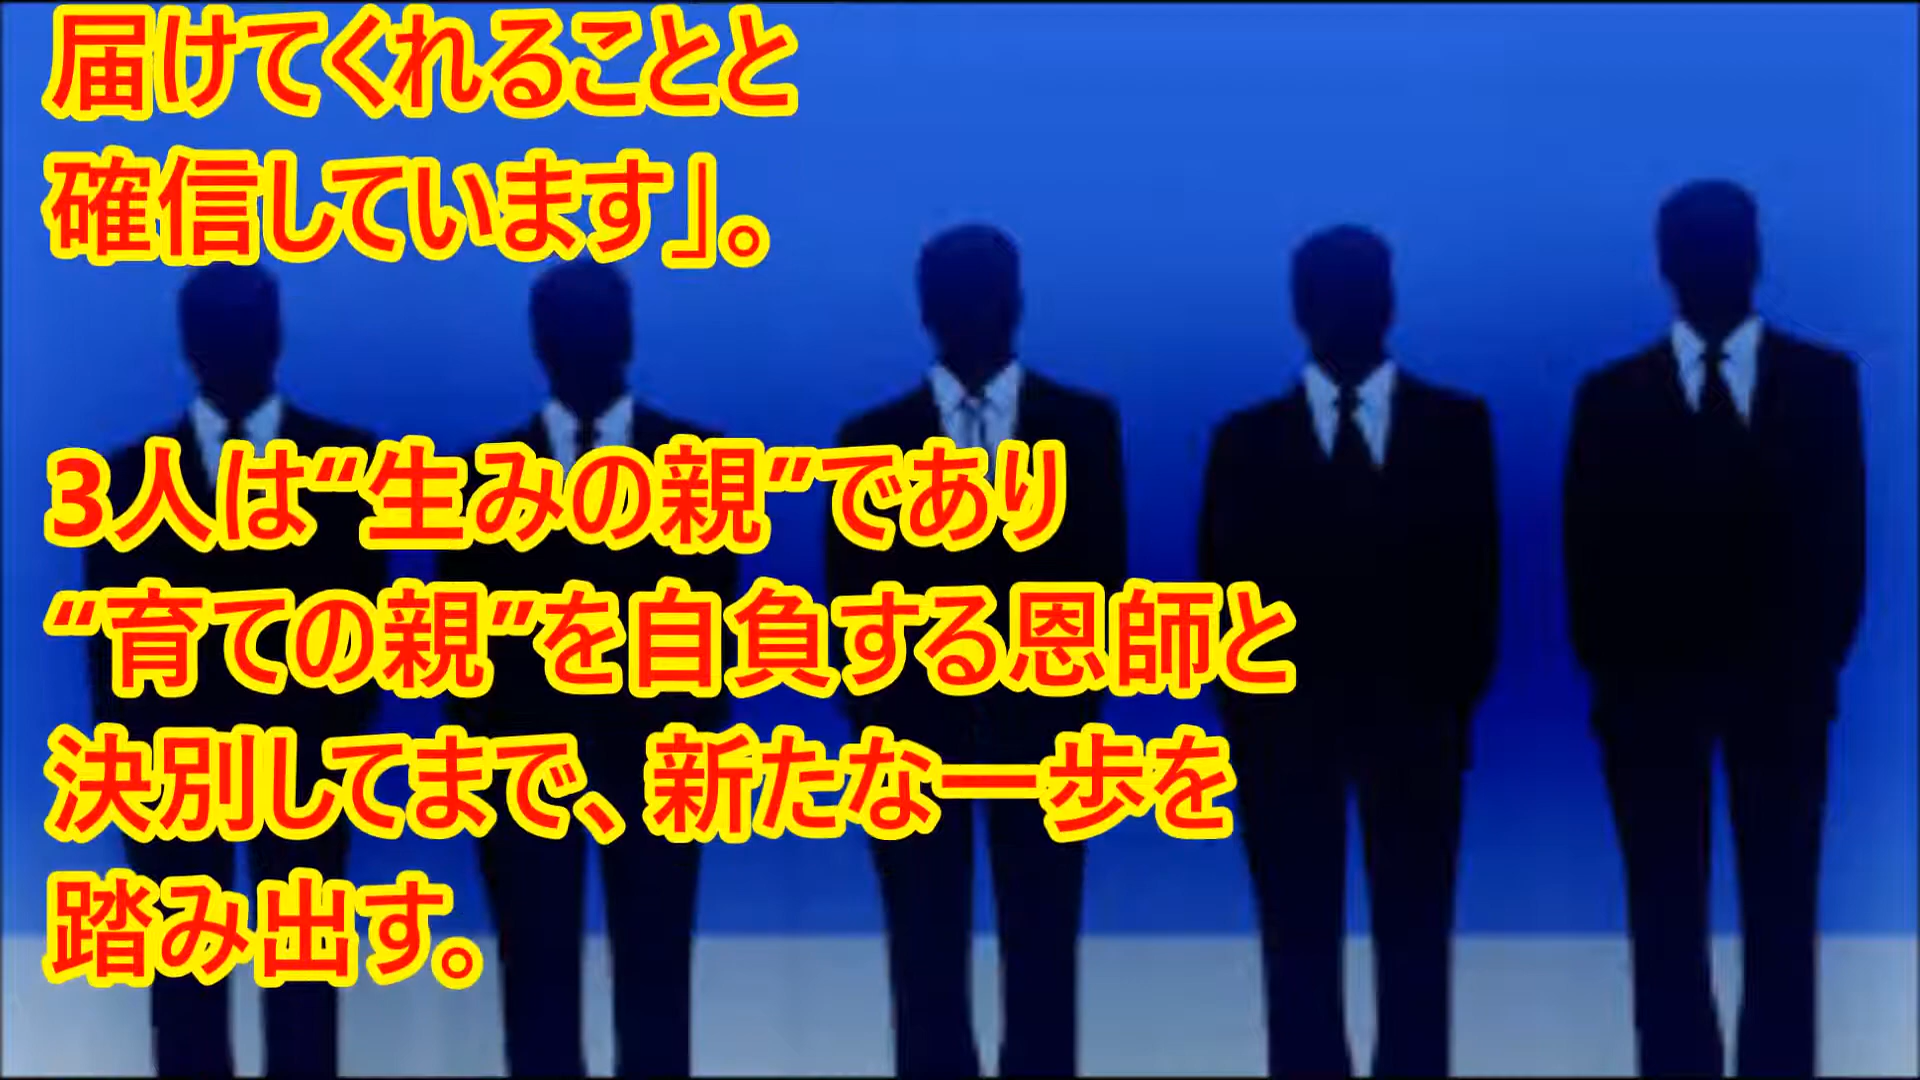 届けてくれることと
確信しています」。
3人は“生みの親”であり
“育ての親”を自負する恩師と
決別してまで、新たな一歩を
踏み出す。